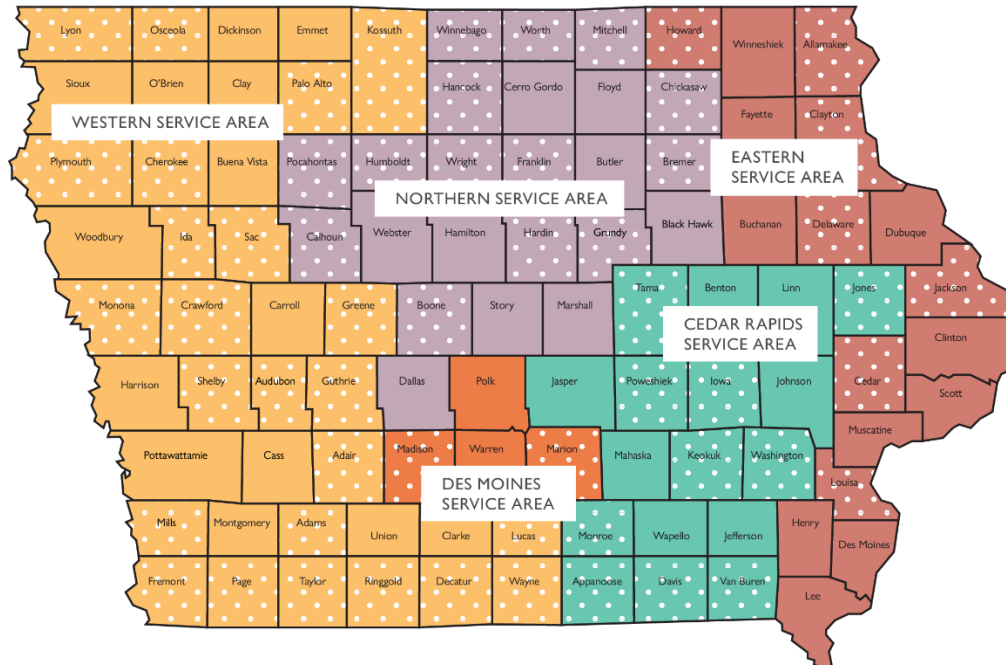 Lyon
Osceola
Dickinson
Emmet
Kossuth
Winnebago
Worth
Mitchell
Howard
Winneshiek
Allamakee
Sioux
O'Brien
Clay
Palo Alto
Hancock
Cerro Gordo
Floyd
Chickasaw
WESTERN SERVICE AREA
Fayette
Clayton
Plymouth
Cherokee
Buena Vista
Pocahontas
Humboldt
Wright
Franklin
Butler
Bremer
EASTERN
SERVICE AREA
NORTHERN SERVICE AREA
Woodbury
Ida
Sac
Calhoun
Webster
Hamilton
Hardin
Grundy
Black Hawk
Buchanan
Delaware
Dubuque
Monona
Crawford
Carroll
Greene
Boone
Story
Marshall
Tama
Benton
Linn
Jones
Jackson
CEDAR RAPIDS
SERVICE AREA
Clinton
Harrison
Shelby
Audubon
Guthrie
Dallas
Polk
Jasper
Poweshiek
Iowa
Johnson
Cedar
Scott
Muscatine
Pottawattamie
Cass
Adair
Madison
Warren
Marion
Mahaska
Keokuk
Washington
Louisa
DES MOINES
SERVICE AREA
Mills
Montgomery
Adams
Union
Clarke
Lucas
Monroe
Wapello
Jefferson
Henry
Des Moines
Fremont
Page
Taylor
Ringgold
Decatur
Wayne
Appanoose
Davis
Van Buren
Lee